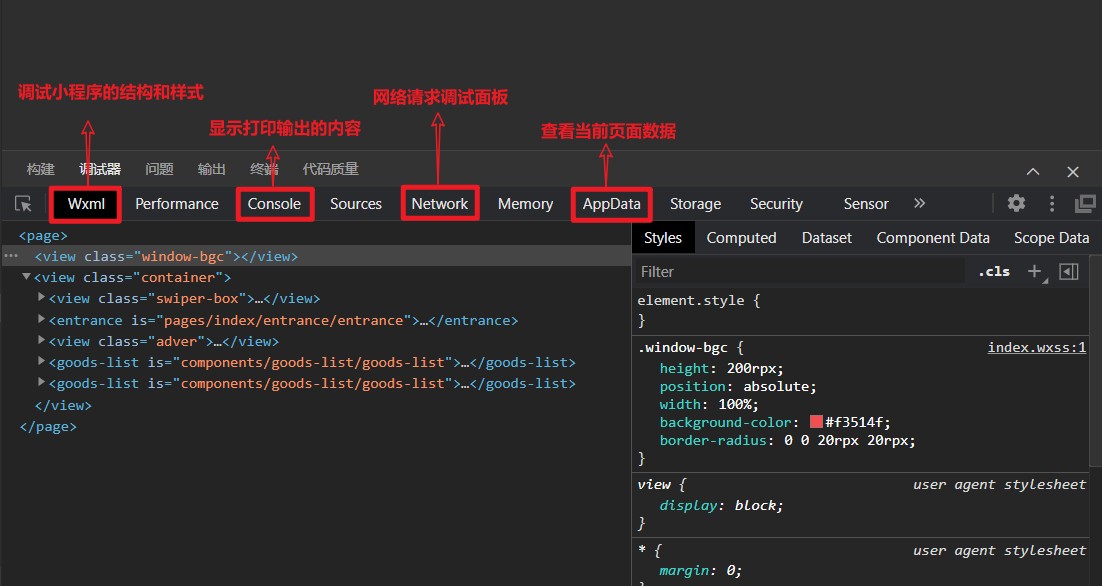 调试小程序的结构和样式
网络请求调试面板
显示打印输出的内容
查看当前页面数据
构建 调试器 问题 输出 终端 代码质量
Wxml Performance Console Sources Network Memory AppData Storage Security Sensor »
<page>
<view class="window-bgc"></view>
<view class="container">
<view class="swiper-box">…</view>
<entrance is="pages/index/entrance/entrance">…</entrance>
<view class="adver">…</view>
<goods-list is="components/goods-list/goods-list">…</goods-list>
<goods-list is="components/goods-list/goods-list">…</goods-list>
</view>
</page>
Styles Computed Dataset Component Data Scope Data
Filter .cls +
element.style {
}
.window-bgc { index.wxss:1
height: 200rpx;
position: absolute;
width: 100%;
background-color: #f3514f;
border-radius: 0 0 20rpx 20rpx;
}
view { user agent stylesheet
display: block;
}
* { user agent stylesheet
margin: 0;